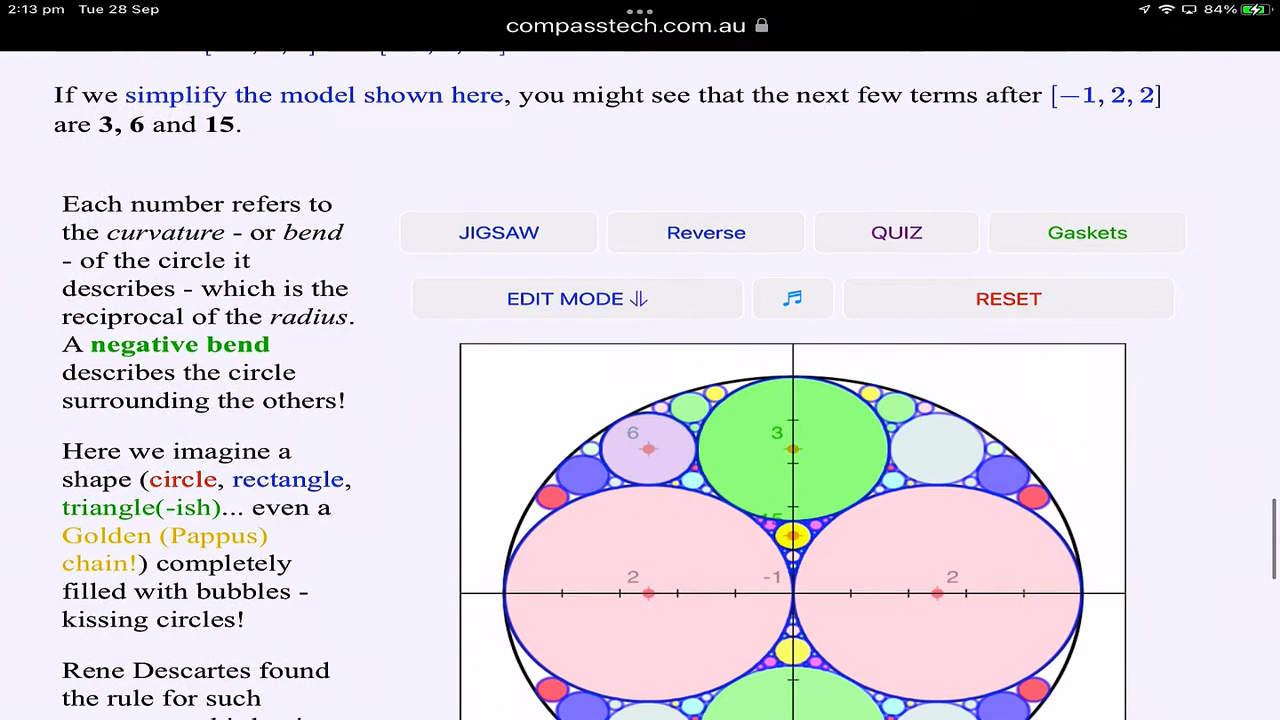 2:13 pm Tue 28 Sep
84%
compasstech.com.au
If we simplify the model shown here, you might see that the next few terms after [−1, 2, 2]
are 3, 6 and 15.
Each number refers to
the curvature - or bend
- of the circle it
describes - which is the
reciprocal of the radius.
A negative bend
describes the circle
surrounding the others!
Here we imagine a
shape (circle, rectangle,
triangle(-ish)... even a
Golden (Pappus)
chain!) completely
filled with bubbles -
kissing circles!
Rene Descartes found
the rule for such
JIGSAW Reverse QUIZ Gaskets
EDIT MODE RESET
6 3
15
2 -1 2